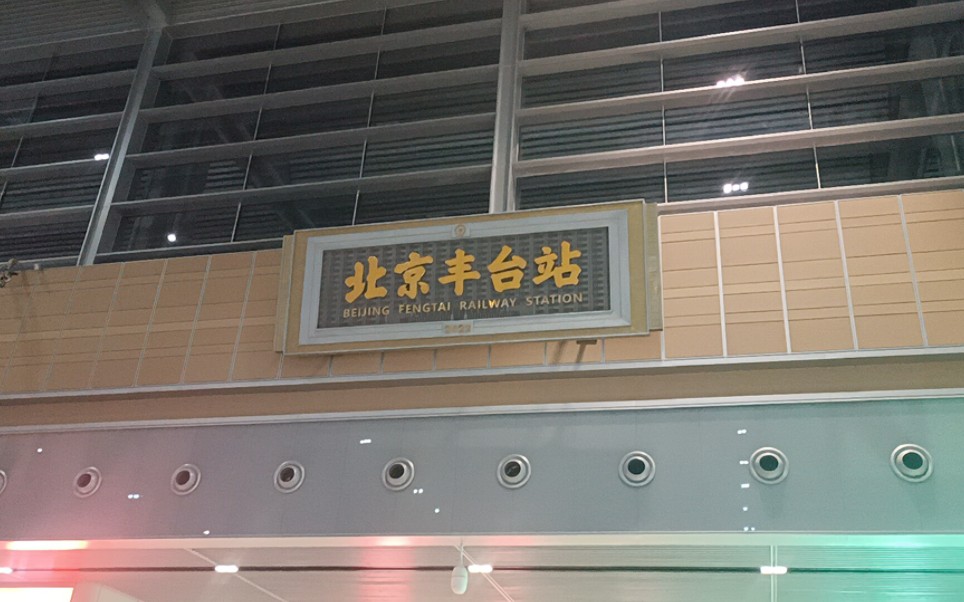 北京丰台站
BEIJING FENGTAI RAILWAY STATION